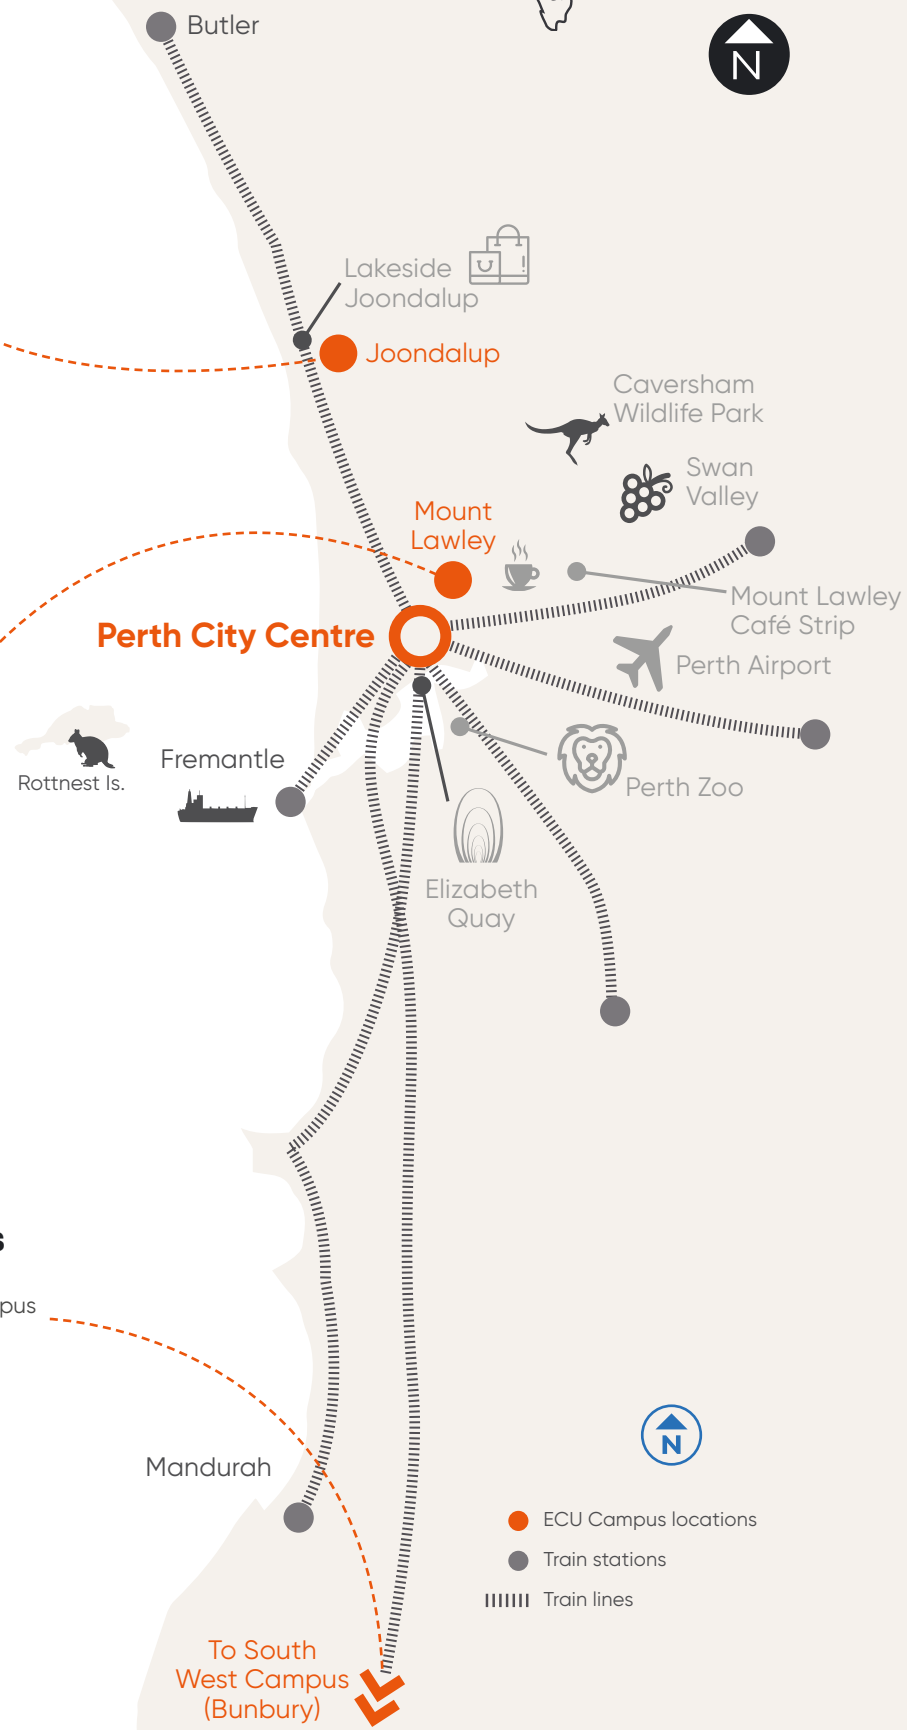 Butler
N
Lakeside
Joondalup
Joondalup
Caversham
Wildlife Park
Swan
Valley
Mount
Lawley
Mount Lawley
Café Strip
Perth City Centre
Perth Airport
Rottnest Is.
Fremantle
Perth Zoo
Elizabeth
Quay
s
pus
N
Mandurah
ECU Campus locations
Train stations
Train lines
To South
West Campus
(Bunbury)